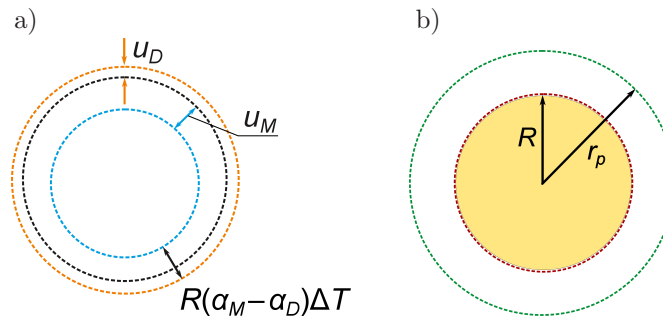 a)
b)
u_D
u_M
R(α_M−α_D)ΔT
R
r_p